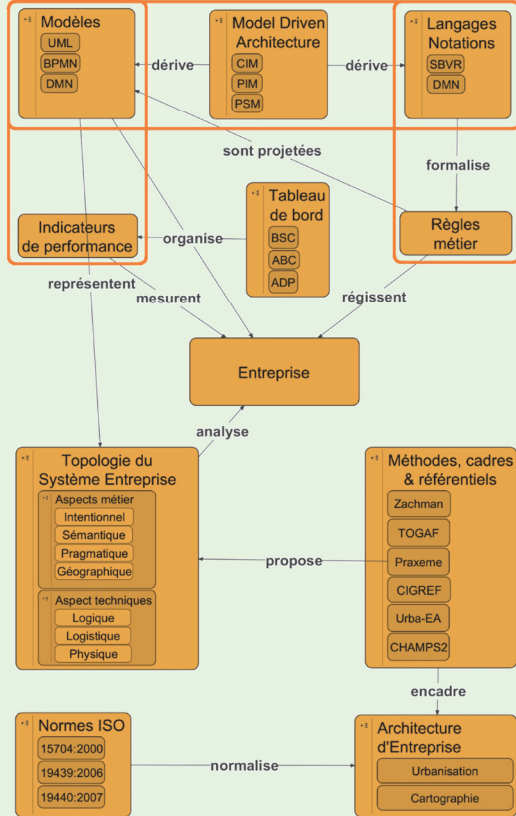 Modèles
UML
BPMN
DMN
dérive
Model Driven
Architecture
CIM
PIM
PSM
dérive
Langages
Notations
SBVR
DMN
sont projetées
formalise
Indicateurs
de performance
organise
Tableau
de bord
BSC
ABC
ADP
Règles
métier
représentent
mesurent
régissent
Entreprise
analyse
Topologie du
Système Entreprise
Aspects métier
Intentionnel
Sémantique
Pragmatique
Géographique
Aspect techniques
Logique
Logistique
Physique
propose
Méthodes, cadres
& référentiels
Zachman
TOGAF
Praxeme
CIGREF
Urba-EA
CHAMPS2
encadre
Normes ISO
15704:2000
19439:2006
19440:2007
normalise
Architecture
d'Entreprise
Urbanisation
Cartographie